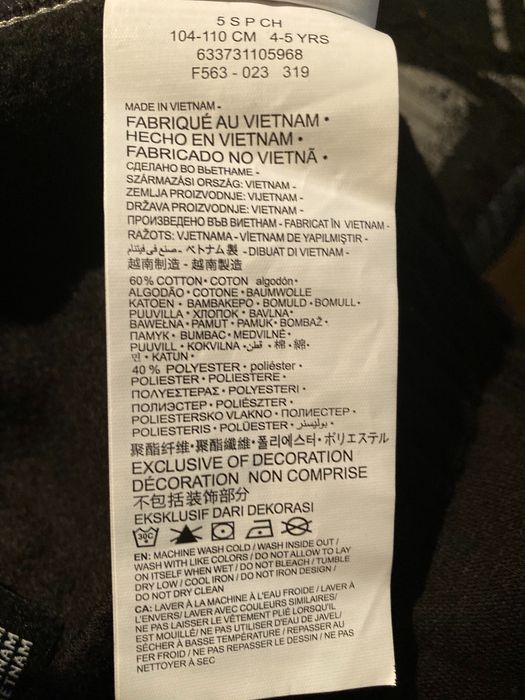 5 S P CH
104-110 CM 4-5 YRS
633731105968
F563 - 023 319
MADE IN VIETNAM -
FABRIQUÉ AU VIETNAM •
HECHO EN VIETNAM •
FABRICADO NO VIETNÃ •
СДЕЛАНО ВО ВЬЕТНАМЕ -
SZÁRMAZÁSI ORSZÁG: VIETNAM -
ZEMLJA PROIZVODNJE: VIJETNAM -
DRŽAVA PROIZVODNJE: VIETNAM -
ПРОИЗВЕДЕНО ВЪВ ВИЕТНАМ - FABRICAT ÎN VIETNAM -
RAŽOTS: VJETNAMA - VİETNAM DE YAPILMIŞTIR -
صنع في فيتنام - ベトナム製 - DIBUAT DI VIETNAM -
越南制造 - 越南製造
60% COTTON • COTON algodón •
ALGODÃO • COTONE • BAUMWOLLE
KATOEN • BAMBAKEPO • BOMULD • BOMULL •
PUUVILLA • ХЛОПОК • BAVLNA •
BAWEŁNA • PAMUT • PAMUK • BOMBAŽ •
ПАМУК • BUMBAC • MEDVILNĖ •
PUUVILL • KOKVILNA • قطن • 棉 • 綿 •
면 • KATUN •
40 % POLYESTER • poliéster •
POLIESTER • POLIESTERE •
ΠΟΛΥΕΣΤΕΡΑΣ • POLYESTERI •
ПОЛИЭСТЕР • POLIÉSZTER •
POLIESTERSKO VLAKNO • ПОЛИЕСТЕР •
POLIESTERIS • POLÜESTER • بوليستر •
聚酯纤维 • 聚酯纖維 • 폴리에스터 • ポリエステル
EXCLUSIVE OF DECORATION
DÉCORATION NON COMPRISE
不包括装饰部分
EKSKLUSIF DARI DEKORASI
30C
EN: MACHINE WASH COLD / WASH INSIDE OUT /
WASH WITH LIKE COLORS / DO NOT ALLOW TO LAY
ON ITSELF WHEN WET / DO NOT BLEACH / TUMBLE
DRY LOW / COOL IRON / DO NOT IRON DESIGN /
DO NOT DRY CLEAN
CA: LAVER À LA MACHINE À L'EAU FROIDE / LAVER À
L'ENVERS/ LAVER AVEC COULEURS SIMILAIRES/
NE PAS LAISSER LE VÊTEMENT PLIÉ LORSQU'IL
EST MOUILLÉ/ NE PAS UTILISER D'EAU DE JAVEL/
SÉCHER À BASSE TEMPÉRATURE / REPASSER AU
FER FROID / NE PAS REPASSER LE DESSIN / NE PAS
NETTOYER À SEC